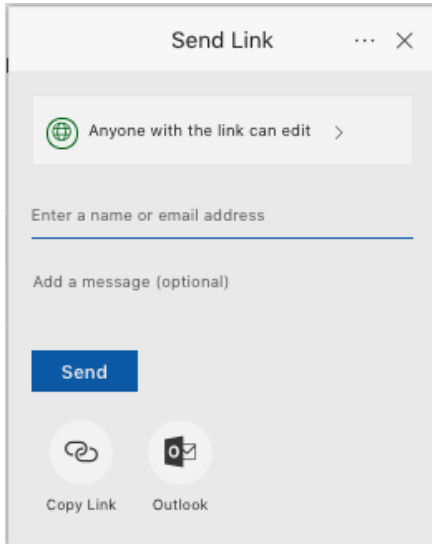 Send Link
Anyone with the link can edit
Enter a name or email address
Add a message (optional)
Send
Copy Link Outlook